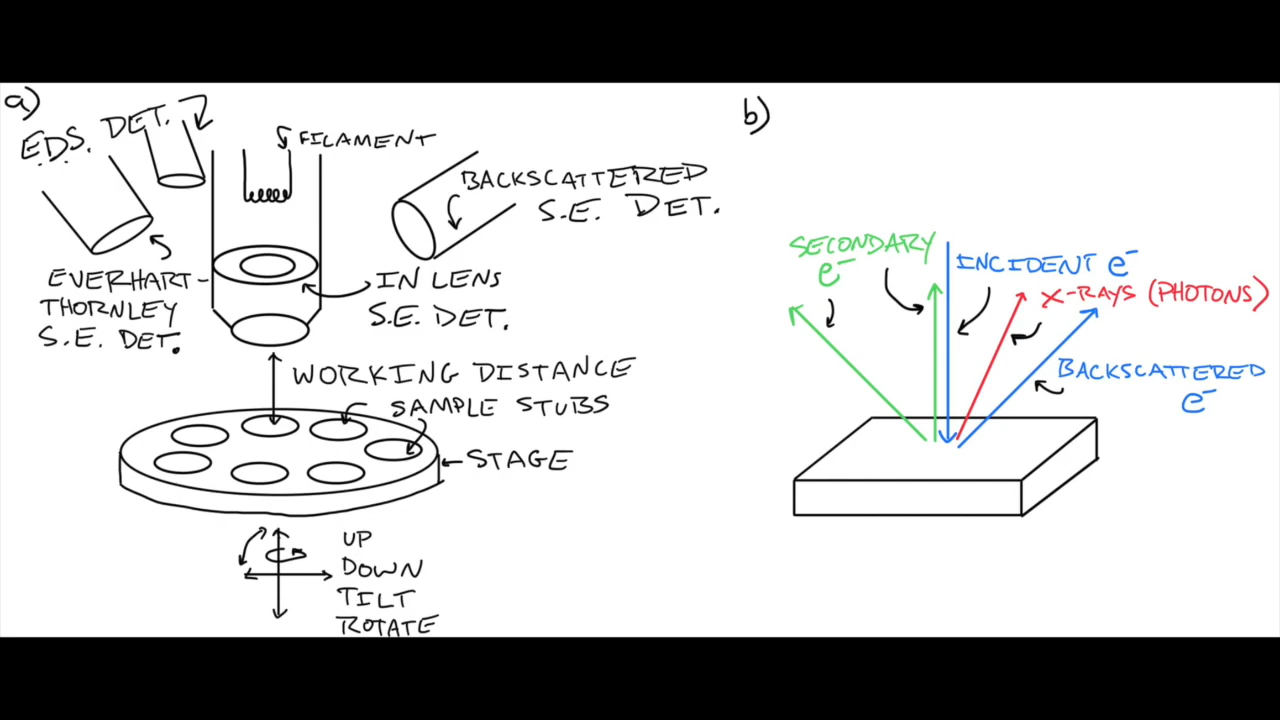 a)
E.D.S. DET.
FILAMENT
BACKSCATTERED
S.E. DET.
EVERHART-
THORNLEY
S.E. DET.
IN LENS
S.E. DET.
WORKING DISTANCE
SAMPLE STUBS
STAGE
UP
DOWN
TILT
ROTATE
b)
SECONDARY
e⁻
INCIDENT e⁻
X-RAYS (PHOTONS)
BACKSCATTERED
e⁻